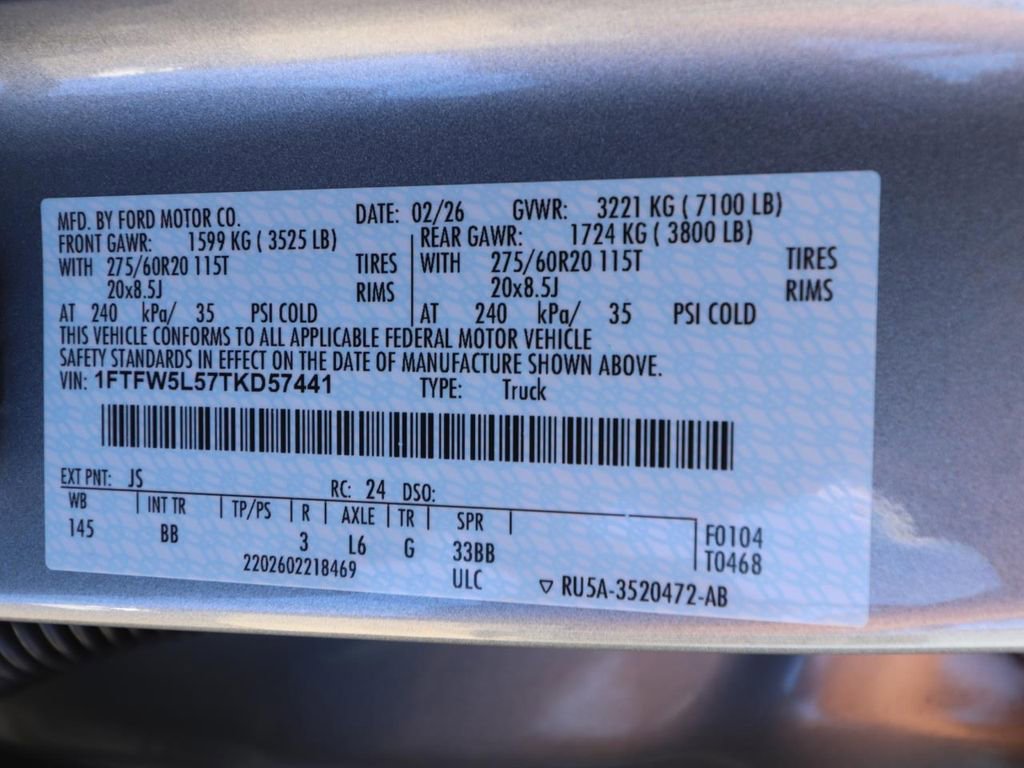 MFD. BY FORD MOTOR CO. DATE: 02/26 GVWR: 3221 KG ( 7100 LB)
FRONT GAWR: 1599 KG ( 3525 LB) REAR GAWR: 1724 KG ( 3800 LB)
WITH 275/60R20 115T TIRES WITH 275/60R20 115T TIRES
20x8.5J RIMS 20x8.5J RIMS
AT 240 kPa/ 35 PSI COLD AT 240 kPa/ 35 PSI COLD
THIS VEHICLE CONFORMS TO ALL APPLICABLE FEDERAL MOTOR VEHICLE
SAFETY STANDARDS IN EFFECT ON THE DATE OF MANUFACTURE SHOWN ABOVE.
VIN: 1FTFW5L57TKD57441 TYPE: Truck
EXT PNT: JS RC: 24 DSO:
WB INT TR TP/PS R AXLE TR SPR
145 BB 3 L6 G 33BB F0104
T0468
2202602218469 ULC ▽ RU5A-3520472-AB